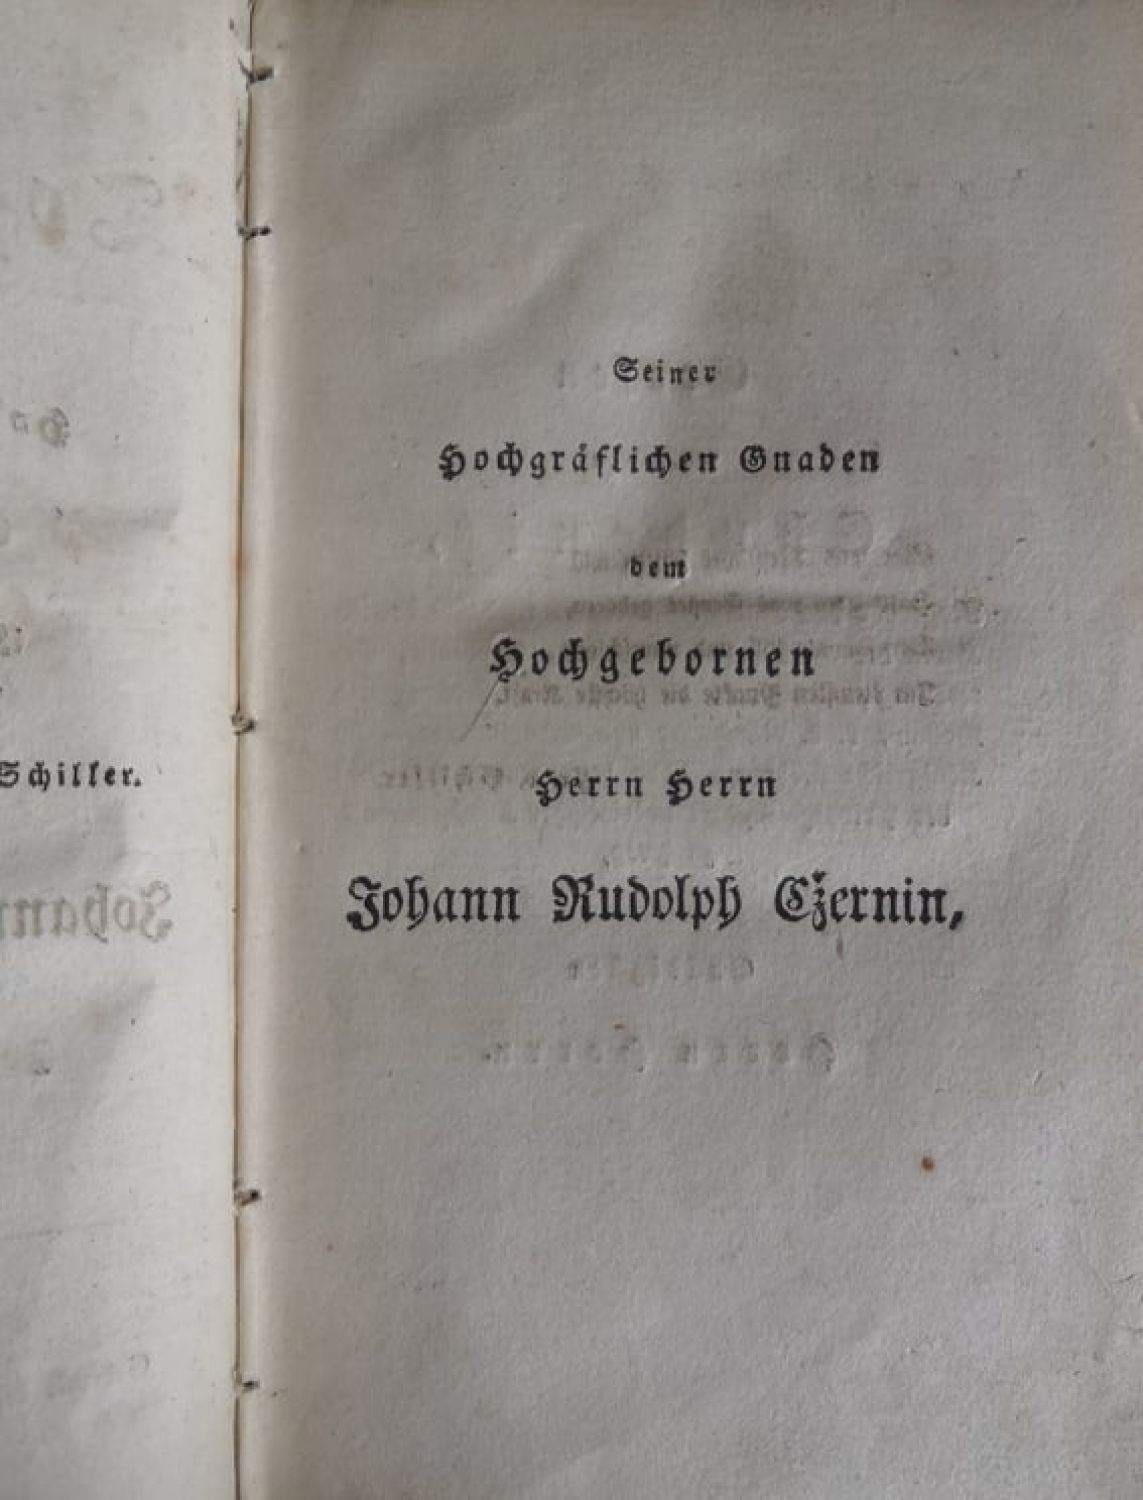 Schiller.
Seiner
Hochgräflichen Gnaden
dem
Hochgebornen
Herrn Herrn
Johann Rudolph Czernin,